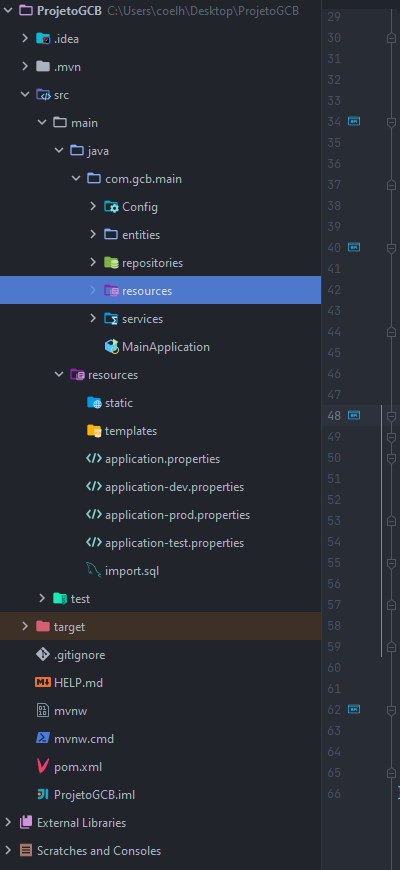 ProjetoGCB C:\Users\coelh\Desktop\ProjetoGCB
.idea
.mvn
src
main
java
com.gcb.main
Config
entities
repositories
resources
services
MainApplication
resources
static
templates
application.properties
application-dev.properties
application-prod.properties
application-test.properties
import.sql
test
target
.gitignore
HELP.md
mvnw
mvnw.cmd
pom.xml
ProjetoGCB.iml
External Libraries
Scratches and Consoles
29
30
31
32
33
34
35
36
37
38
39
40
41
42
43
44
45
46
47
48
49
50
51
52
53
54
55
56
57
58
59
60
61
62
63
64
65
66